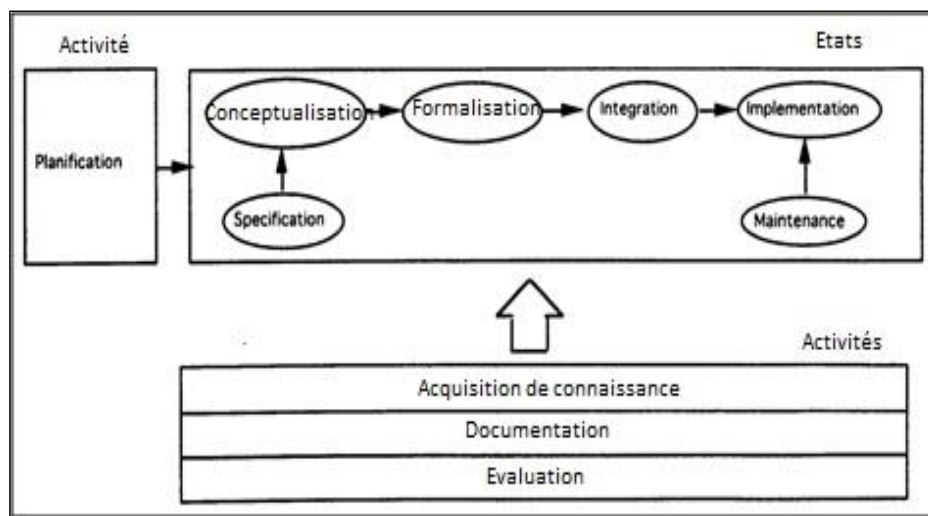 Activité
Etats
Planification
Conceptualisation
Formalisation
Integration
Implementation
Specification
Maintenance
Activités
Acquisition de connaissance
Documentation
Evaluation